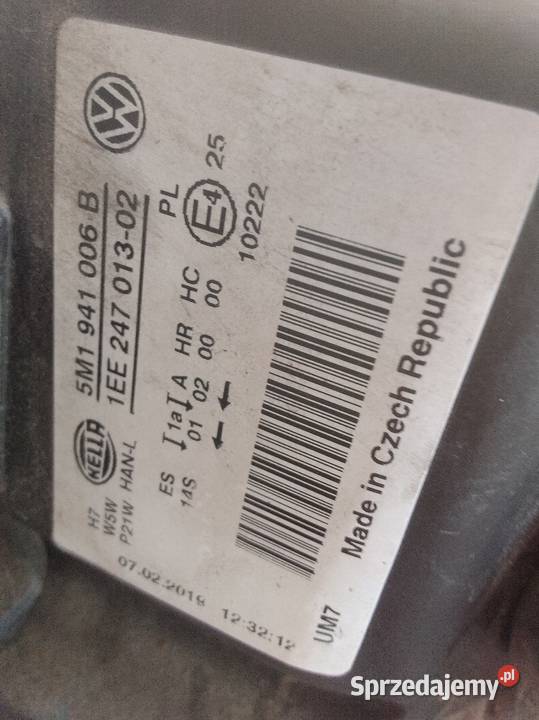 5M1 941 006 B
1EE 247 013-02
HELLA
H7
W5W
P21W HAN-L
PL
E4 25
10222
1a A HR HC
01 02 00 00
ES
14S
Made in Czech Republic
07.02.2019 12:32:12
UM7
Sprzedajemy.pl